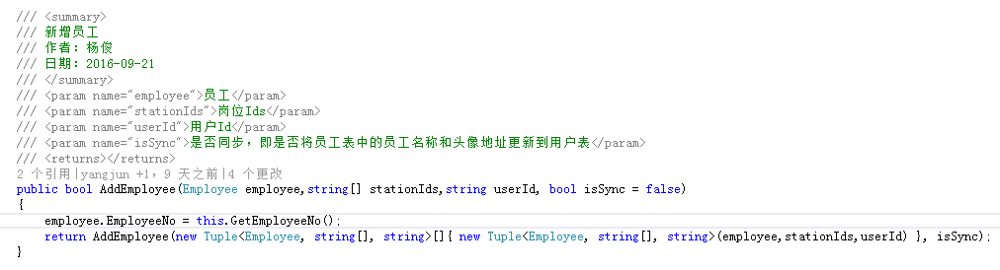 /// <summary>
/// 新增员工
/// 作者: 杨俊
/// 日期: 2016-09-21
/// </summary>
/// <param name="employee">员工</param>
/// <param name="stationIds">岗位Ids</param>
/// <param name="userId">用户Id</param>
/// <param name="isSync">是否同步，即是否将员工表中的员工名称和头像地址更新到用户表</param>
/// <returns></returns>
2 个引用|yangjun +1，9 天之前|4 个更改
public bool AddEmployee(Employee employee,string[] stationIds,string userId, bool isSync = false)
{
employee.EmployeeNo = this.GetEmployeeNo();
return AddEmployee(new Tuple<Employee, string[], string>[]{ new Tuple<Employee, string[], string>(employee,stationIds,userId) }, isSync);
}